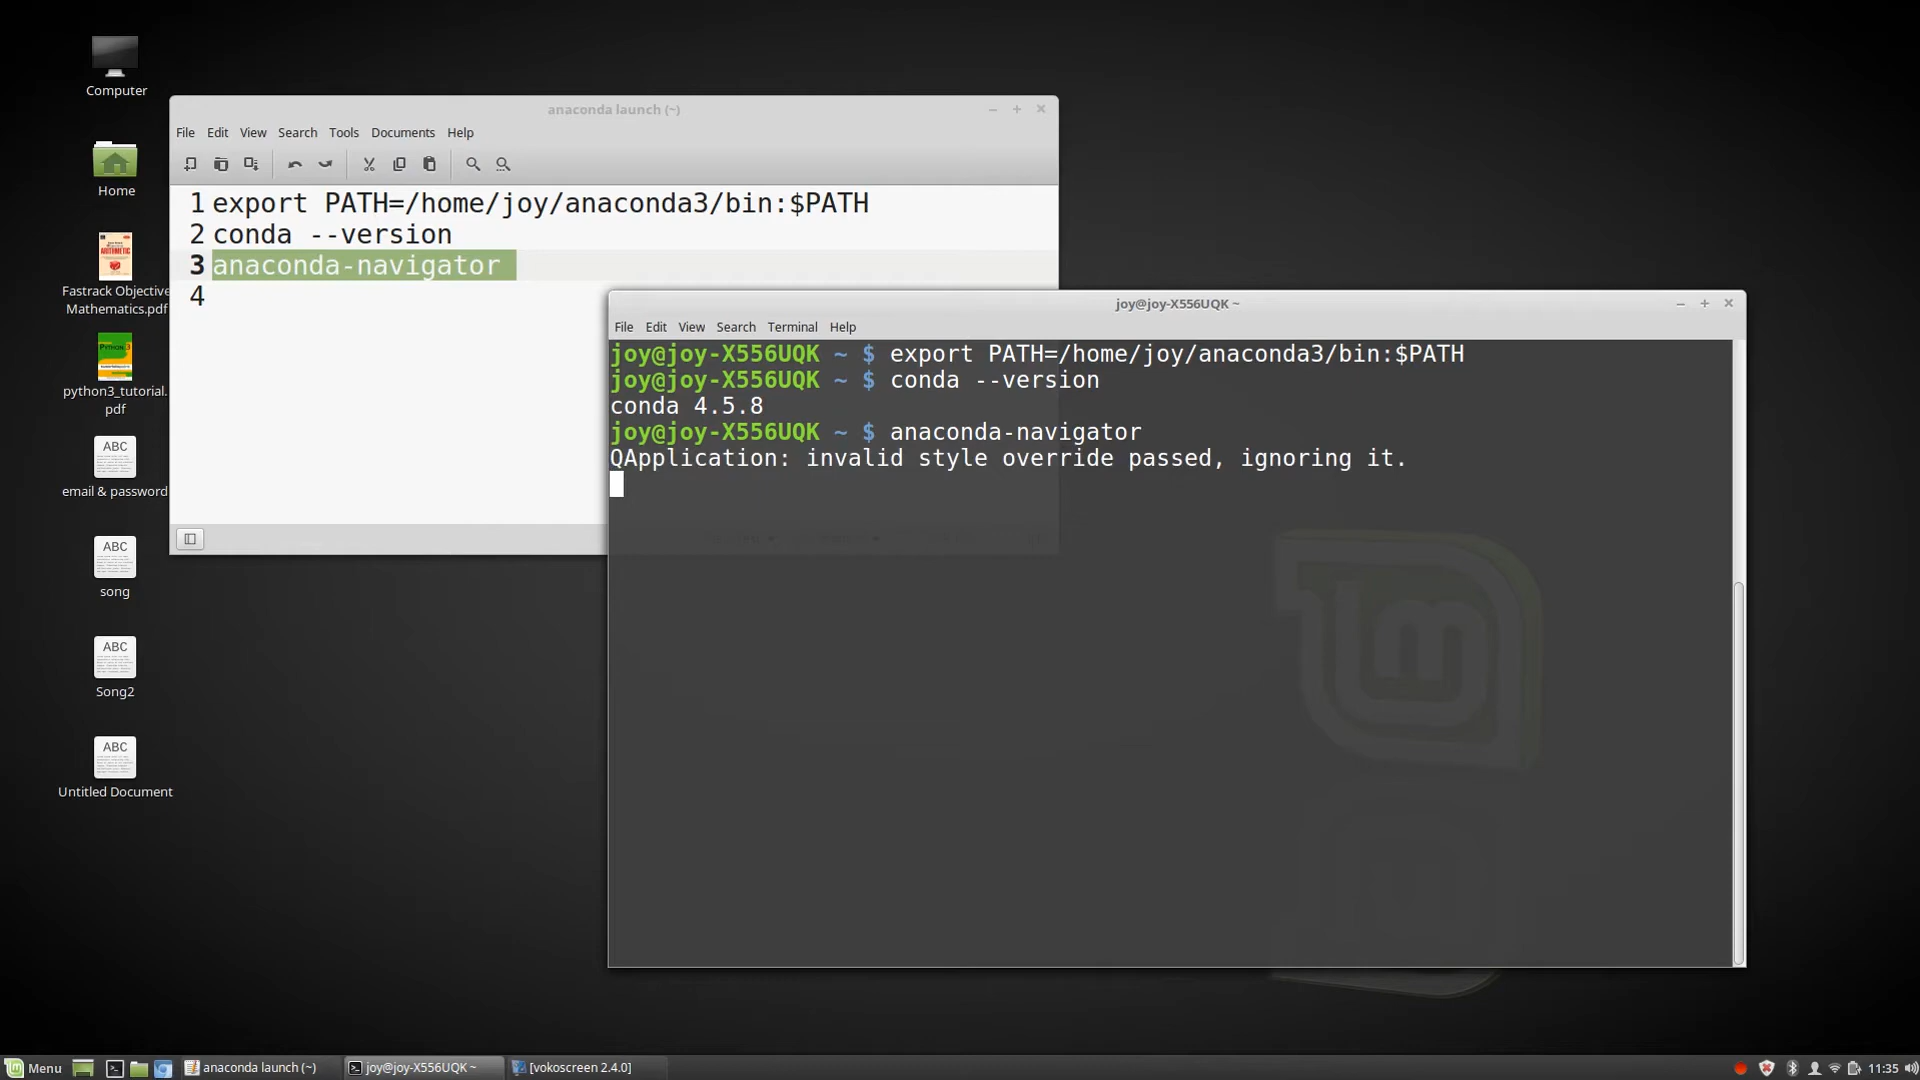 Computer
Home
Fastrack Objective
Mathematics.pdf
python3_tutorial.
pdf
ABC
email & password
ABC
song
ABC
Song2
ABC
Untitled Document
anaconda launch (~)
File Edit View Search Tools Documents Help
1 export PATH=/home/joy/anaconda3/bin:$PATH
2 conda --version
3 anaconda-navigator
4
joy@joy-X556UQK ~
File Edit View Search Terminal Help
joy@joy-X556UQK ~ $ export PATH=/home/joy/anaconda3/bin:$PATH
joy@joy-X556UQK ~ $ conda --version
conda 4.5.8
joy@joy-X556UQK ~ $ anaconda-navigator
QApplication: invalid style override passed, ignoring it.
Menu
anaconda launch (~)
joy@joy-X556UQK ~
[vokoscreen 2.4.0]
11:35